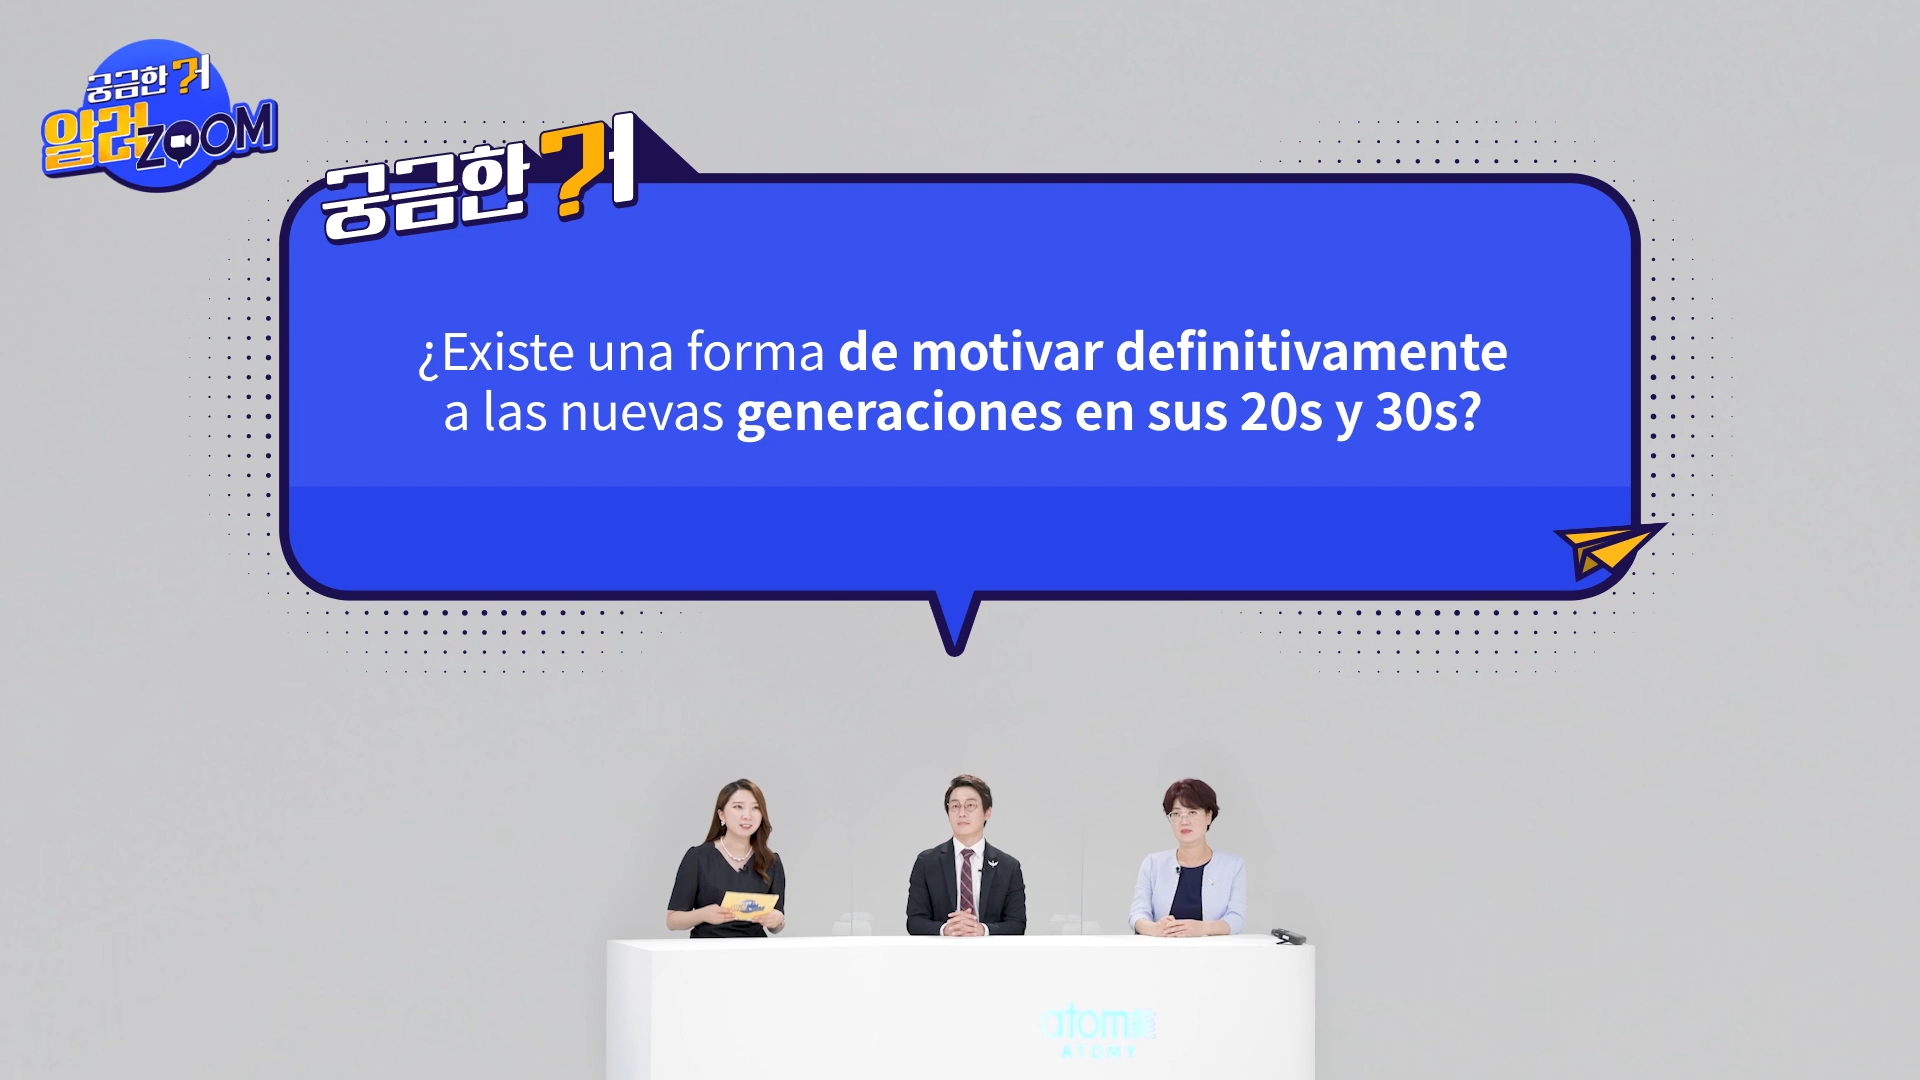 궁금한 거
알려ZOOM
궁금한 거
¿Existe una forma de motivar definitivamente
a las nuevas generaciones en sus 20s y 30s?
ATOMY